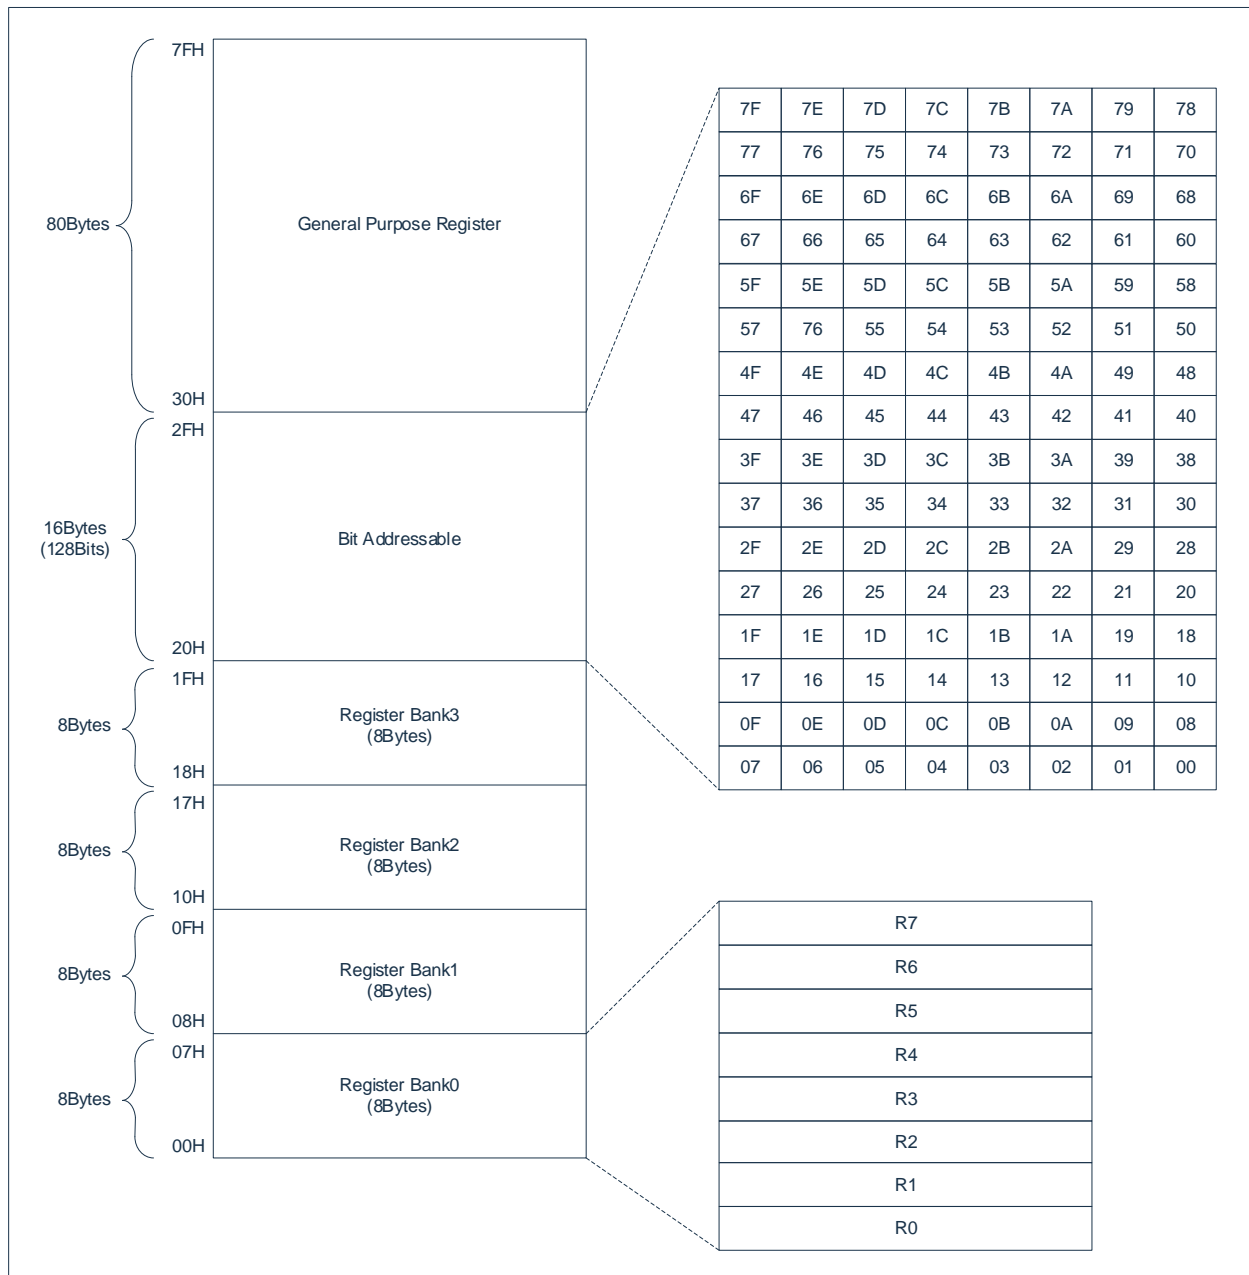 7FH
80Bytes
General Purpose Register
30H
2FH
16Bytes
(128Bits)
Bit Addressable
20H
1FH
8Bytes
Register Bank3
(8Bytes)
18H
17H
8Bytes
Register Bank2
(8Bytes)
10H
0FH
8Bytes
Register Bank1
(8Bytes)
08H
07H
8Bytes
Register Bank0
(8Bytes)
00H
7F 7E 7D 7C 7B 7A 79 78
77 76 75 74 73 72 71 70
6F 6E 6D 6C 6B 6A 69 68
67 66 65 64 63 62 61 60
5F 5E 5D 5C 5B 5A 59 58
57 76 55 54 53 52 51 50
4F 4E 4D 4C 4B 4A 49 48
47 46 45 44 43 42 41 40
3F 3E 3D 3C 3B 3A 39 38
37 36 35 34 33 32 31 30
2F 2E 2D 2C 2B 2A 29 28
27 26 25 24 23 22 21 20
1F 1E 1D 1C 1B 1A 19 18
17 16 15 14 13 12 11 10
0F 0E 0D 0C 0B 0A 09 08
07 06 05 04 03 02 01 00
R7
R6
R5
R4
R3
R2
R1
R0